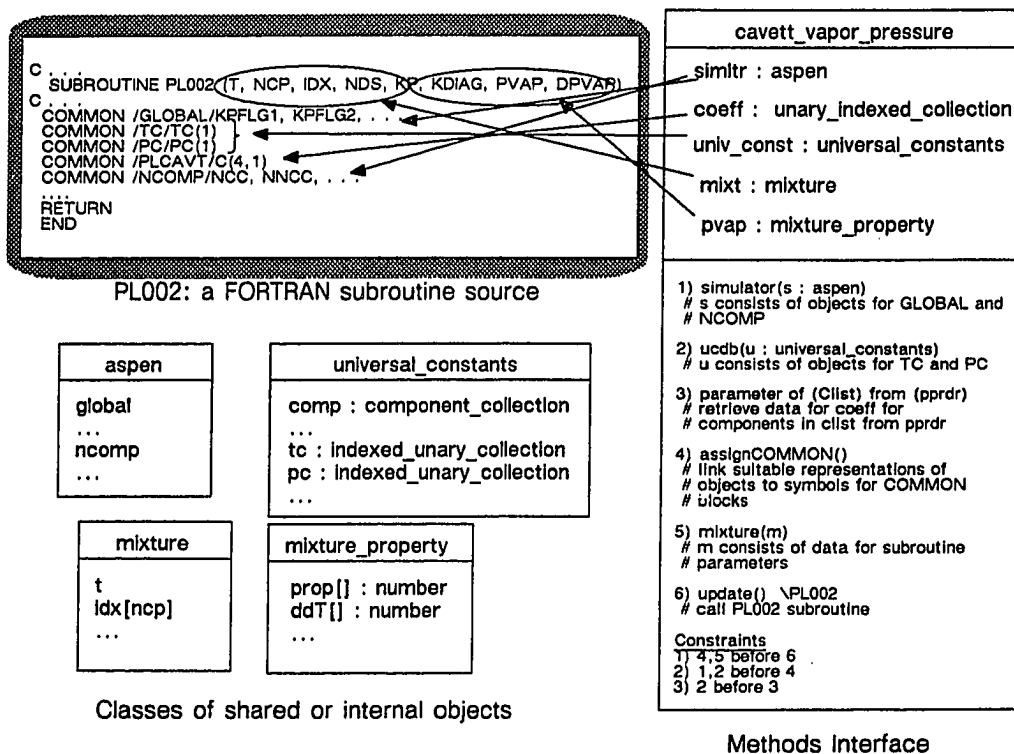 C . . .
SUBROUTINE PL002 (T, NCP, IDX, NDS, KP, KDIAG, PVAP, DPVAP)
C . . .
COMMON /GLOBAL/KPFLG1, KPFLG2, . . .
COMMON /TC/TC(1)
COMMON /PC/PC(1)
COMMON /PLCAVT/C(4,1)
COMMON /NCOMP/NCC, NNCC, . . .
....
RETURN
END
PL002: a FORTRAN subroutine source
aspen
global
...
ncomp
...
universal_constants
comp : component_collection
...
tc : indexed_unary_collection
pc : indexed_unary_collection
...
mixture
t
idx[ncp]
...
mixture_property
prop[] : number
ddT[] : number
...
Classes of shared or internal objects
cavett_vapor_pressure
simltr : aspen
coeff : unary_indexed_collection
univ_const : universal_constants
mixt : mixture
pvap : mixture_property
1) simulator(s : aspen)
# s consists of objects for GLOBAL and
# NCOMP
2) ucdb(u : universal_constants)
# u consists of objects for TC and PC
3) parameter of (Clist) from (pprdr)
# retrieve data for coeff for
# components in clist from pprdr
4) assignCOMMON()
# link suitable representations of
# objects to symbols for COMMON
# blocks
5) mixture(m)
# m consists of data for subroutine
# parameters
6) update() \PL002
# call PL002 subroutine
Constraints
1) 4,5 before 6
2) 1,2 before 4
3) 2 before 3
Methods Interface